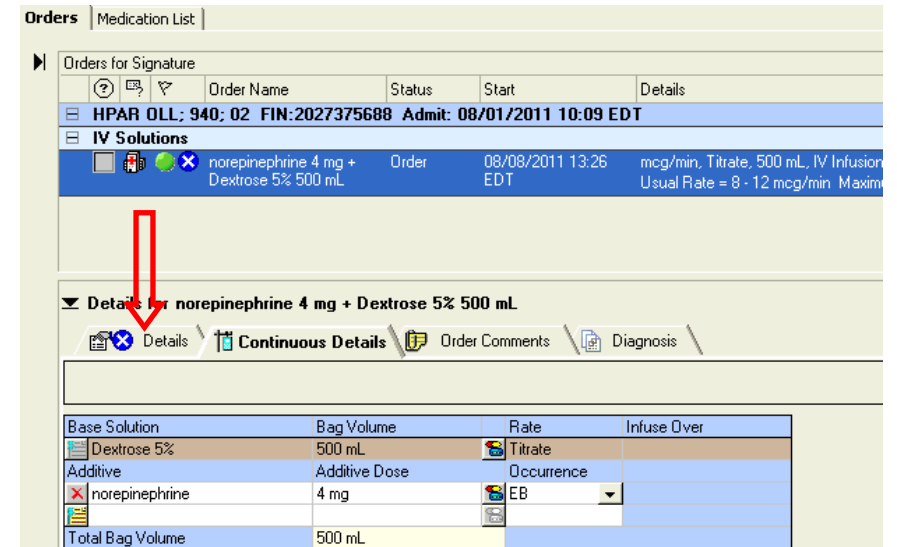 Orders Medication List
Orders for Signature
Order Name Status Start Details
HPAR OLL; 940; 02 FIN:2027375688 Admit: 08/01/2011 10:09 EDT
IV Solutions
norepinephrine 4 mg + Order 08/08/2011 13:26 mcg/min, Titrate, 500 mL, IV Infusion
Dextrose 5% 500 mL EDT Usual Rate = 8 - 12 mcg/min Maxim
Details for norepinephrine 4 mg + Dextrose 5% 500 mL
Details Continuous Details Order Comments Diagnosis
Base Solution Bag Volume Rate Infuse Over
Dextrose 5% 500 mL Titrate
Additive Additive Dose Occurrence
norepinephrine 4 mg EB
Total Bag Volume 500 mL